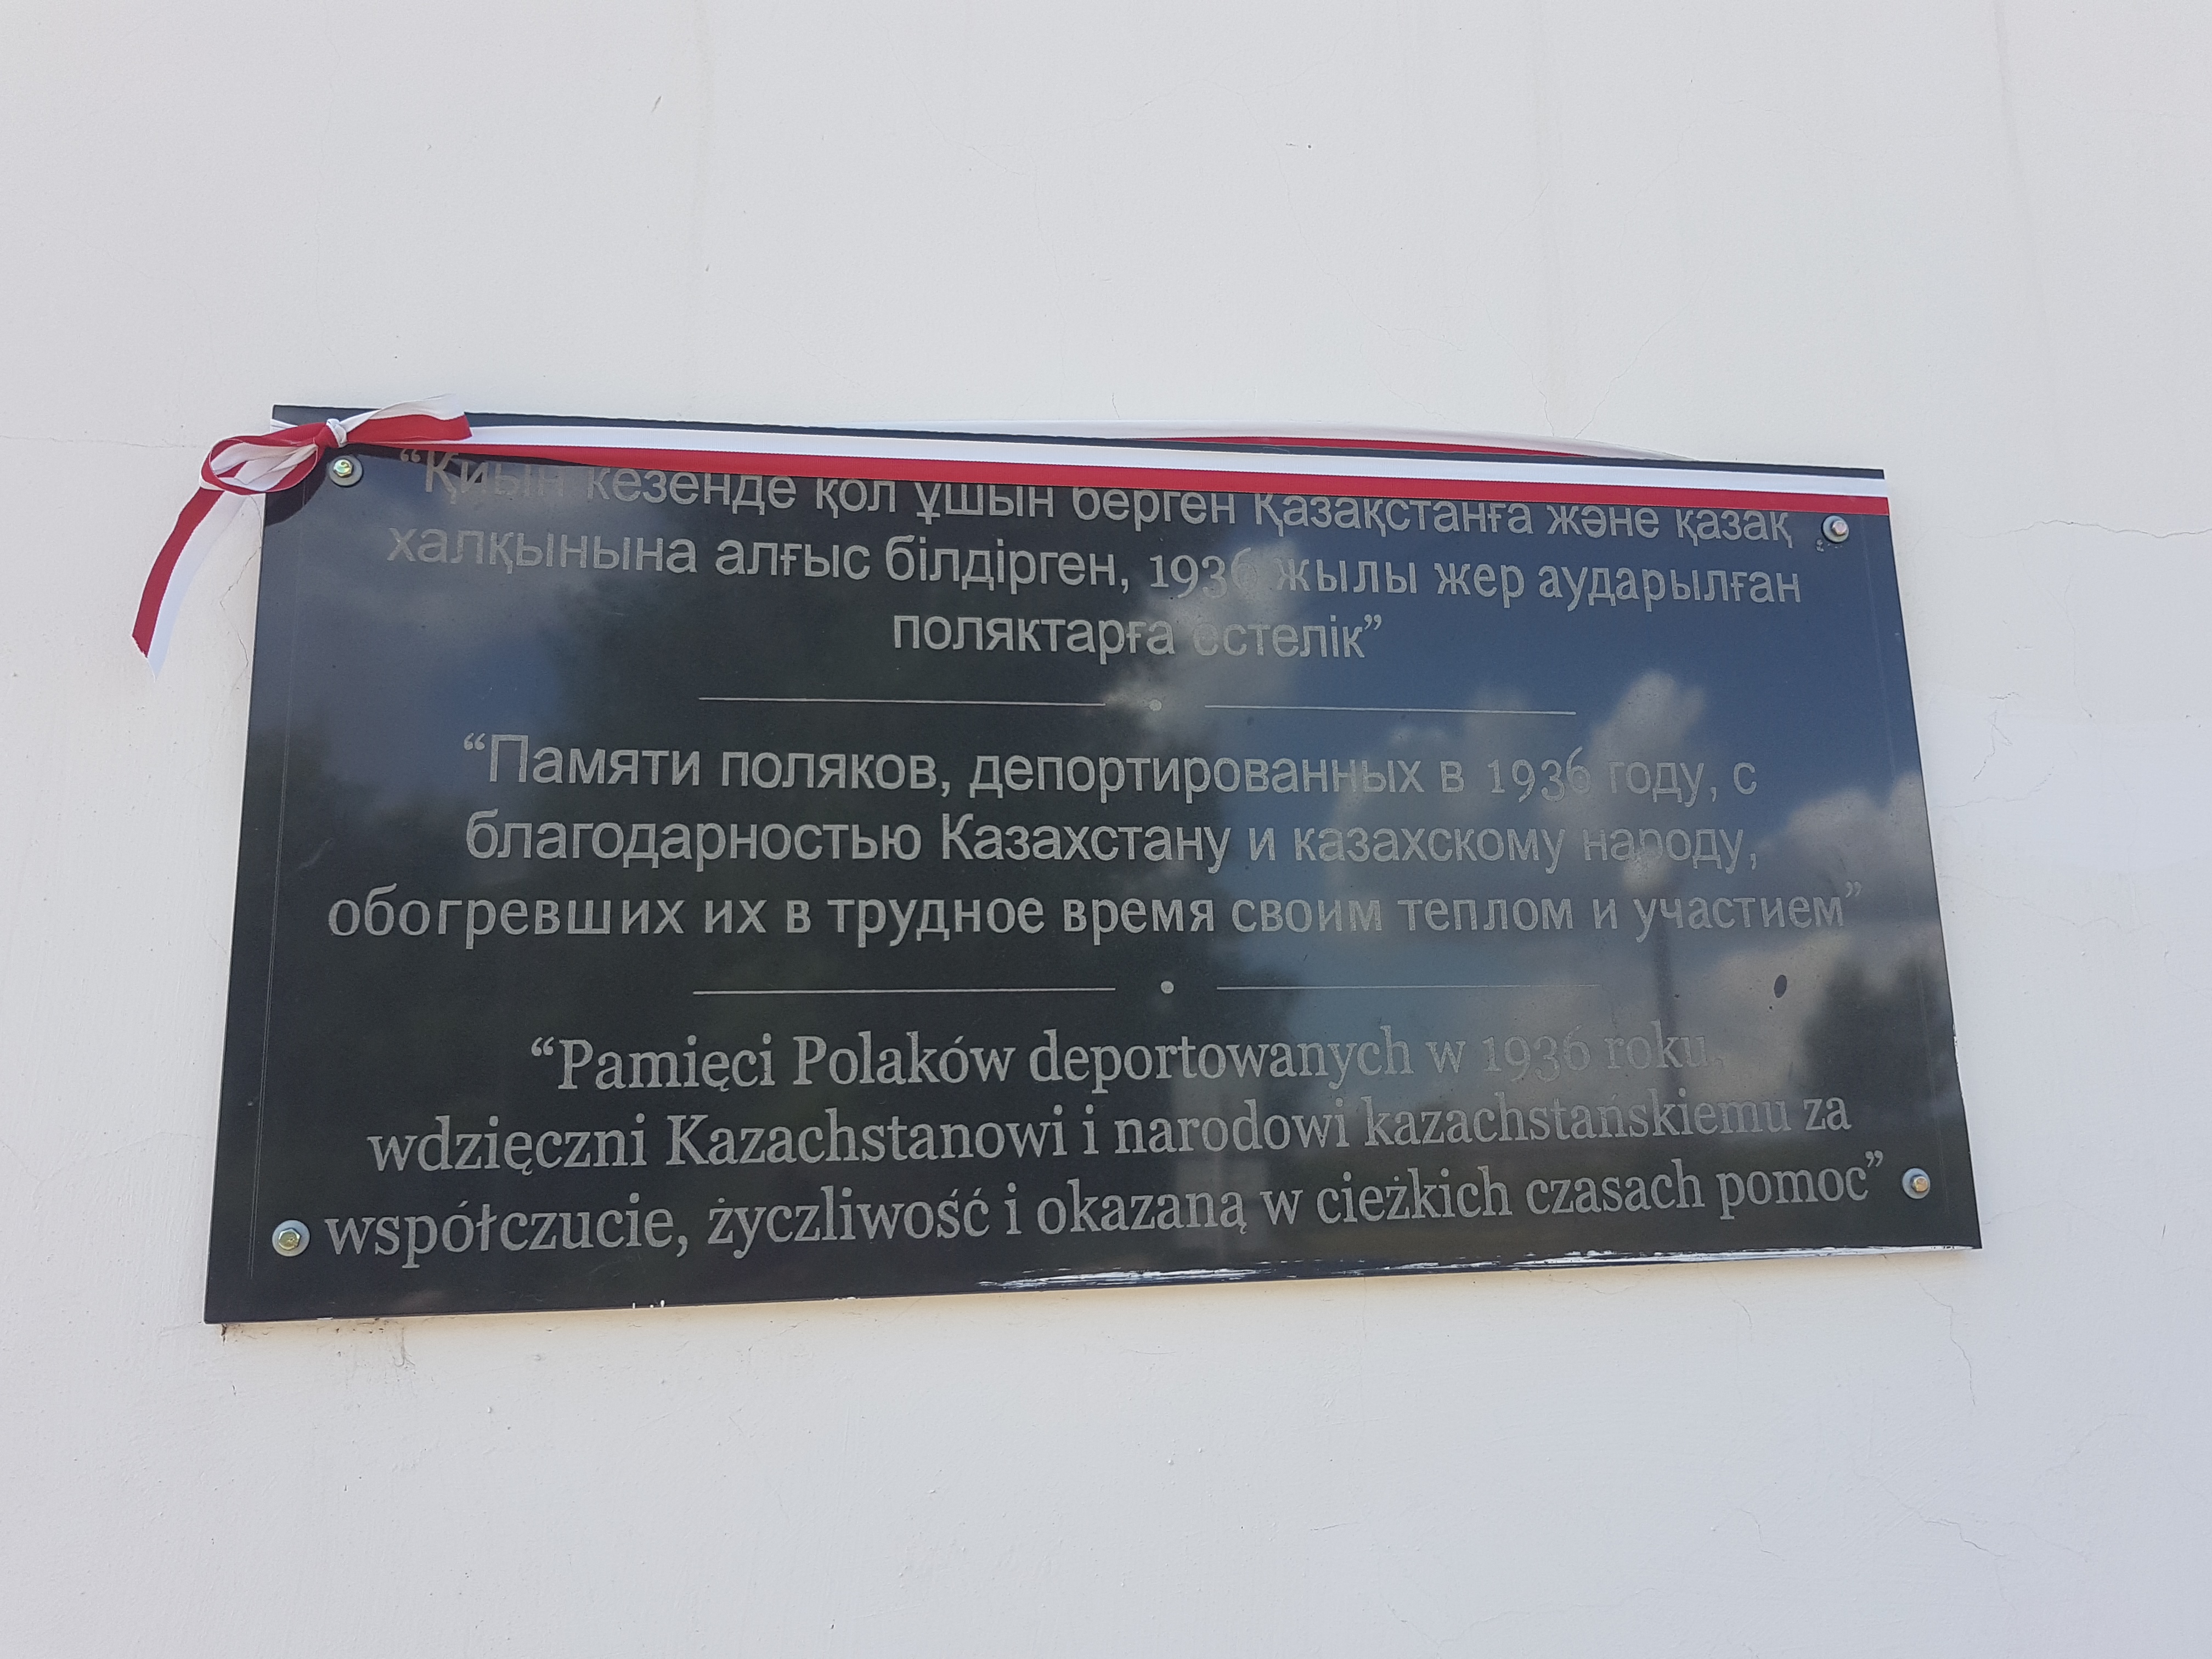 “Қиын кезенде қол ұшын берген Қазақстанға және қазақ
халқынына алғыс білдірген, 1936 жылы жер аударылған
поляктарға естелік”
“Памяти поляков, депортированных в 1936 году, с
благодарностью Казахстану и казахскому народу,
обогревших их в трудное время своим теплом и участием”
“Pamięci Polaków deportowanych w 1936 roku,
wdzięczni Kazachstanowi i narodowi kazachstańskiemu za
współczucie, życzliwość i okazaną w cieżkich czasach pomoc”